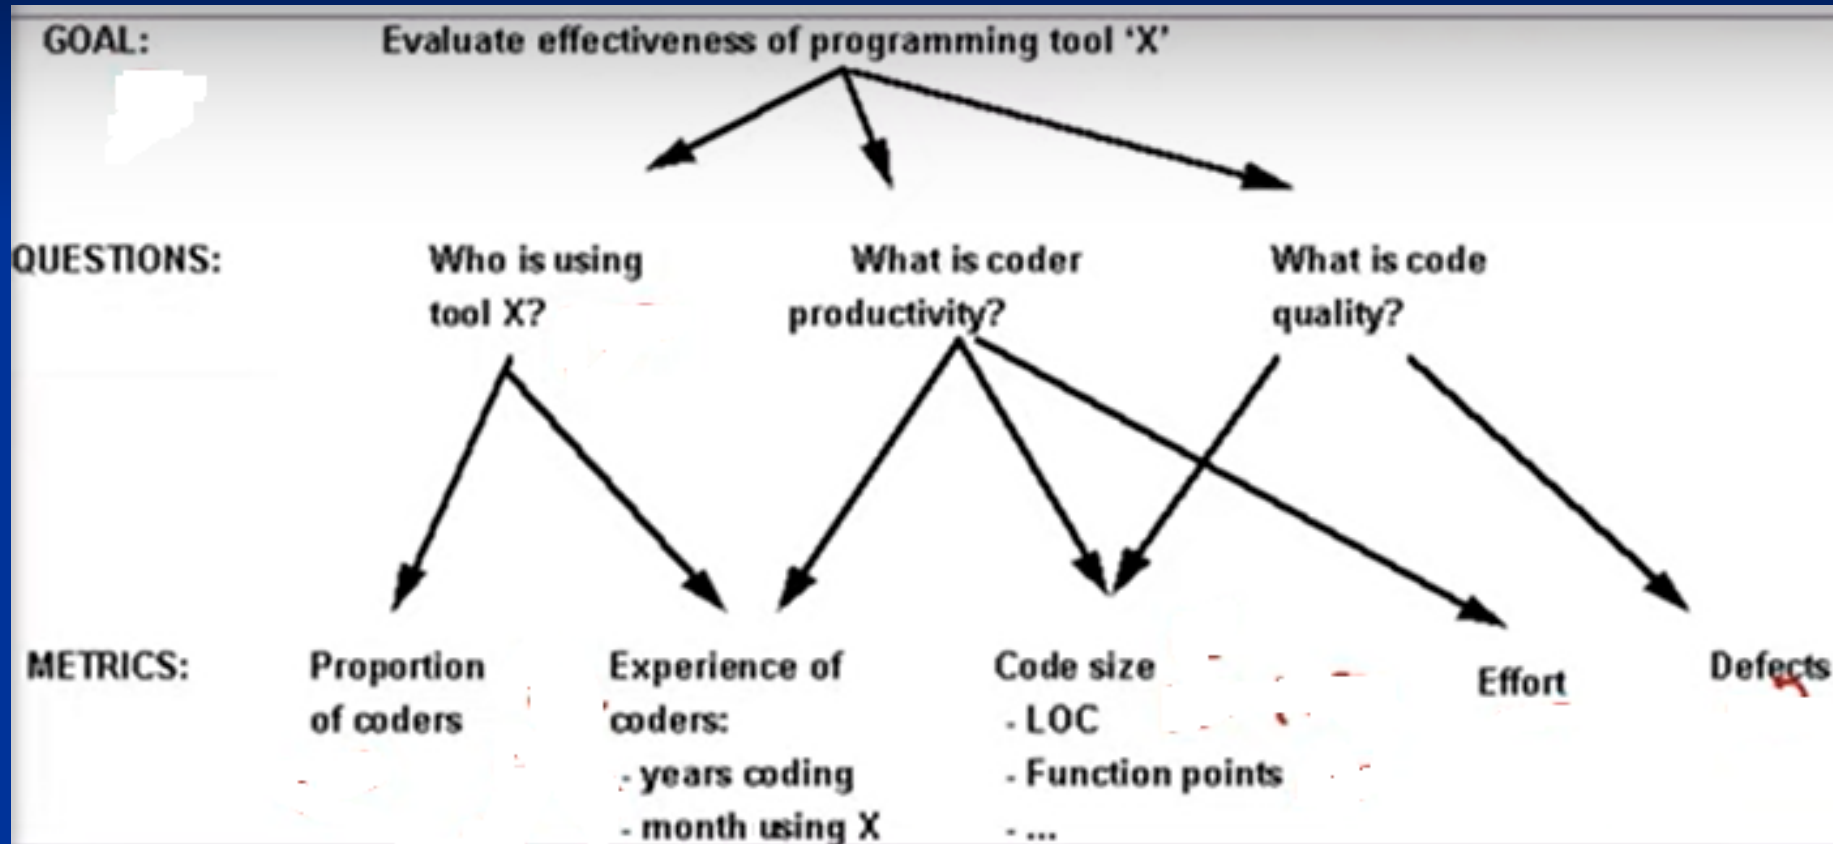 GOAL: Evaluate effectiveness of programming tool ‘X’
QUESTIONS: Who is using What is coder What is code
tool X? productivity? quality?
METRICS: Proportion Experience of Code size Effort Defects
of coders coders: - LOC
- years coding - Function points
- month using X - ...